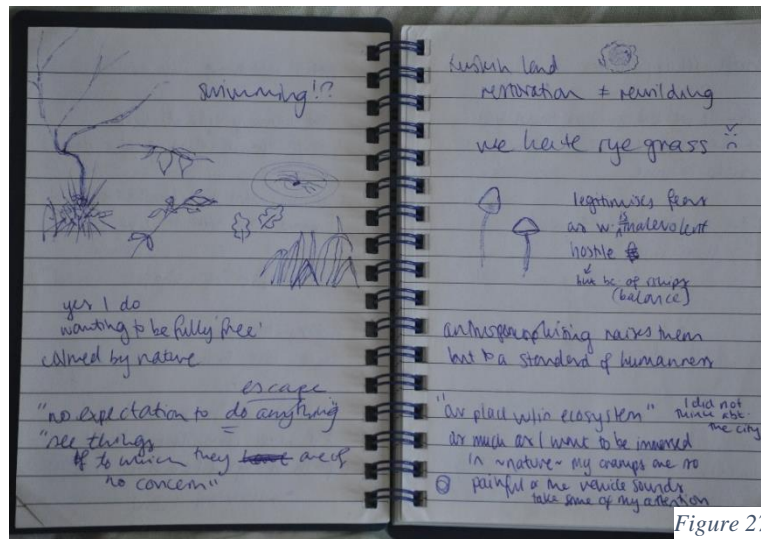 swimming!?
yes I do
wanting to be fully 'free'
calmed by nature
escape
"no expectation to do anything"
"see things
to which they have are of
no concern"
land
restoration ≠ rewilding
we hate rye grass
legitimises fears
as w. is malevolent
hostile
but bc of
(balance)
anthropomorphising raises them
but to a standard of humanness
"our place w/in ecosystem"
I did not
think abt.
the city
as much as I want to be immersed
in ~nature~ my cramps are so
painful & the vehicle sounds
take some of my attention
Figure 27